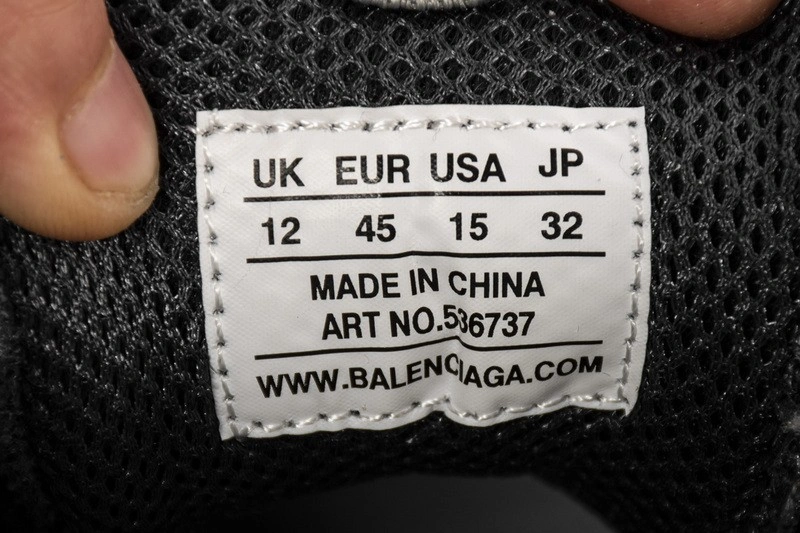 UK EUR USA JP
12 45 15 32
MADE IN CHINA
ART NO.536737
WWW.BALENCIAGA.COM